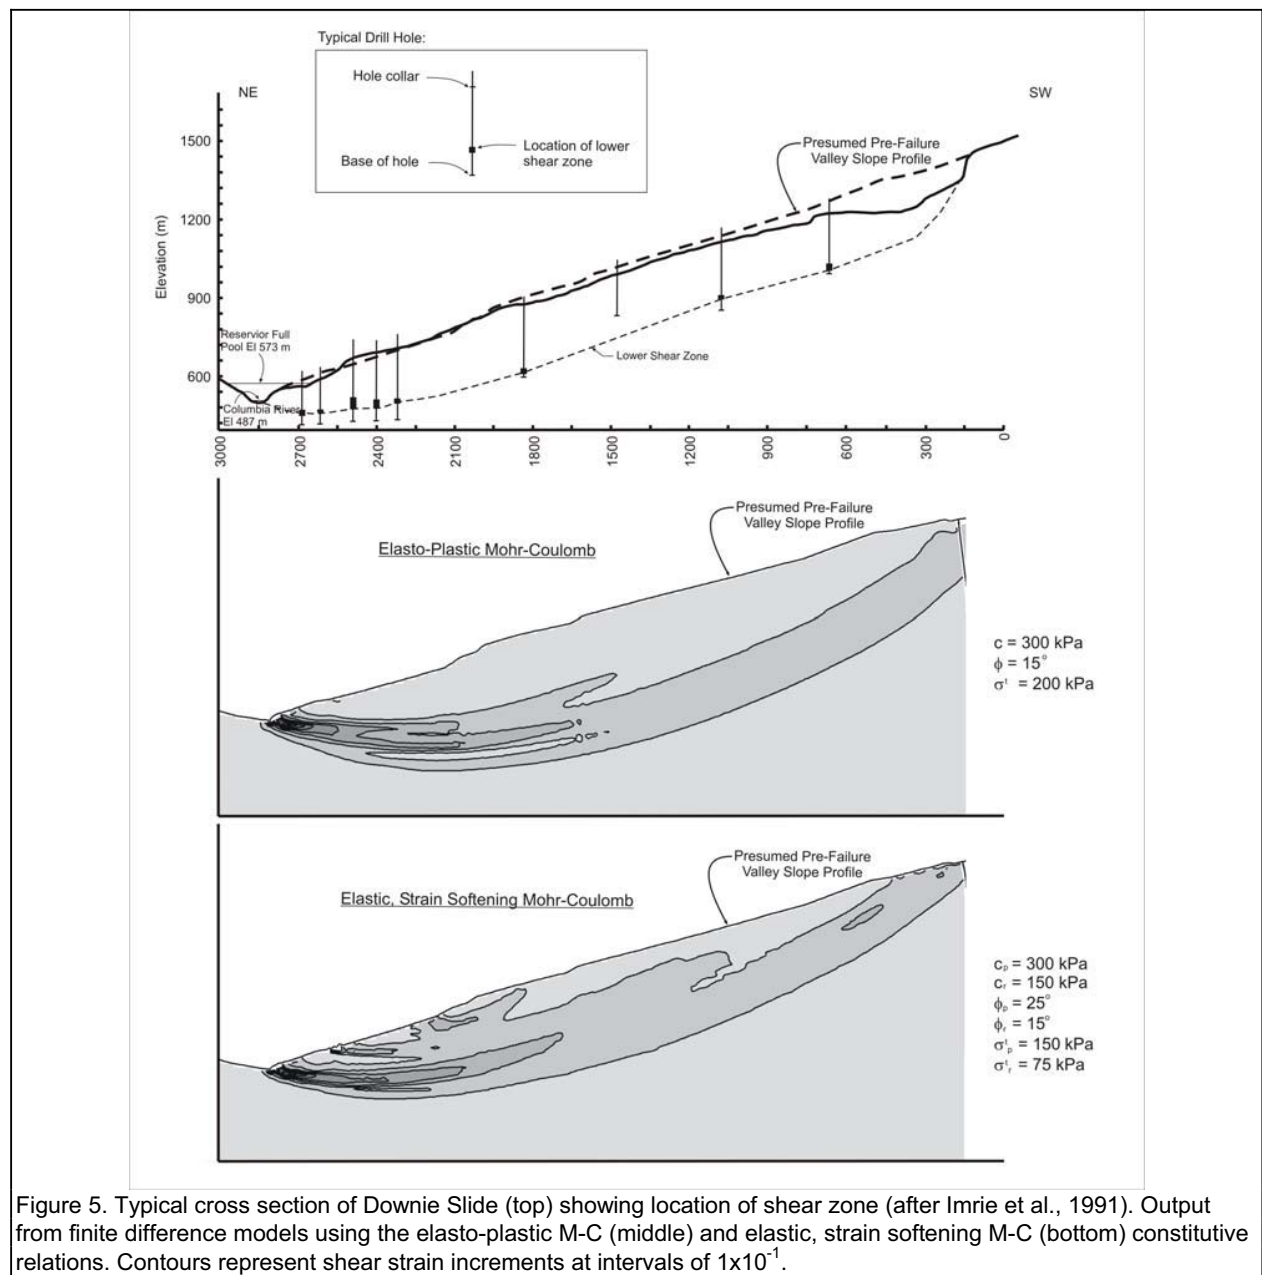 Typical Drill Hole:
Hole collar
Location of lower
shear zone
Base of hole
NE
SW
Presumed Pre-Failure
Valley Slope Profile
Elevation (m)
1500
1200
900
600
Reservior Full
Pool El 573 m
Columbia River
El 487 m
Lower Shear Zone
3000
2700
2400
2100
1800
1500
1200
900
600
300
0
Presumed Pre-Failure
Valley Slope Profile
Elasto-Plastic Mohr-Coulomb
c = 300 kPa
ϕ = 15°
σᵗ = 200 kPa
Presumed Pre-Failure
Valley Slope Profile
Elastic, Strain Softening Mohr-Coulomb
cₚ = 300 kPa
cᵣ = 150 kPa
ϕₚ = 25°
ϕᵣ = 15°
σᵗₚ = 150 kPa
σᵗᵣ = 75 kPa
Figure 5. Typical cross section of Downie Slide (top) showing location of shear zone (after Imrie et al., 1991). Output
from finite difference models using the elasto-plastic M-C (middle) and elastic, strain softening M-C (bottom) constitutive
relations. Contours represent shear strain increments at intervals of 1x10⁻¹.